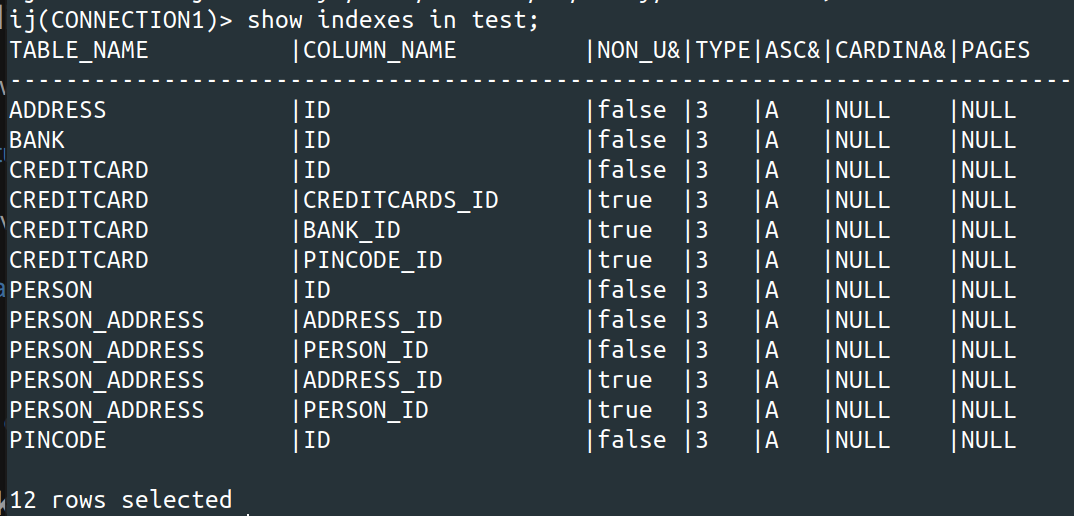 ij(CONNECTION1)> show indexes in test;
TABLE_NAME          |COLUMN_NAME         |NON_U&|TYPE|ASC&|CARDINA&|PAGES
----------------------------------------------------------------------------
ADDRESS             |ID                  |false |3   |A   |NULL    |NULL
BANK                |ID                  |false |3   |A   |NULL    |NULL
CREDITCARD          |ID                  |false |3   |A   |NULL    |NULL
CREDITCARD          |CREDITCARDS_ID      |true  |3   |A   |NULL    |NULL
CREDITCARD          |BANK_ID             |true  |3   |A   |NULL    |NULL
CREDITCARD          |PINCODE_ID          |true  |3   |A   |NULL    |NULL
PERSON              |ID                  |false |3   |A   |NULL    |NULL
PERSON_ADDRESS      |ADDRESS_ID          |false |3   |A   |NULL    |NULL
PERSON_ADDRESS      |PERSON_ID           |false |3   |A   |NULL    |NULL
PERSON_ADDRESS      |ADDRESS_ID          |true  |3   |A   |NULL    |NULL
PERSON_ADDRESS      |PERSON_ID           |true  |3   |A   |NULL    |NULL
PINCODE             |ID                  |false |3   |A   |NULL    |NULL
12 rows selected